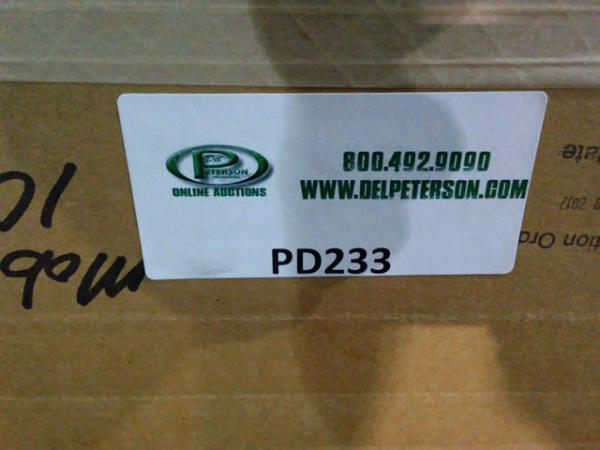 DEL
PETERSON
ONLINE AUCTIONS
800.492.9090
WWW.DELPETERSON.COM
PD233